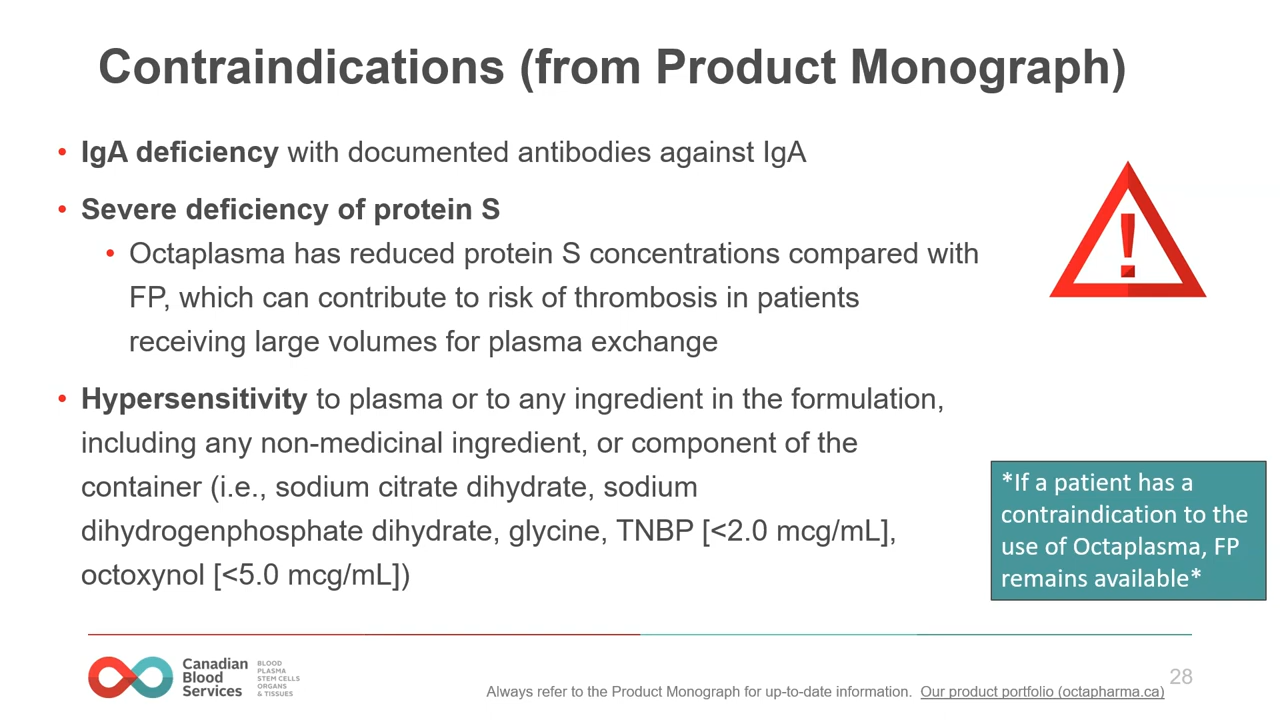 Contraindications (from Product Monograph)
• IgA deficiency with documented antibodies against IgA
• Severe deficiency of protein S
• Octaplasma has reduced protein S concentrations compared with
FP, which can contribute to risk of thrombosis in patients
receiving large volumes for plasma exchange
• Hypersensitivity to plasma or to any ingredient in the formulation,
including any non-medicinal ingredient, or component of the
container (i.e., sodium citrate dihydrate, sodium
dihydrogenphosphate dihydrate, glycine, TNBP [<2.0 mcg/mL],
octoxynol [<5.0 mcg/mL])
!
*If a patient has a
contraindication to the
use of Octaplasma, FP
remains available*
Canadian
Blood
Services
BLOOD
PLASMA
STEM CELLS
ORGANS
& TISSUES
Always refer to the Product Monograph for up-to-date information. Our product portfolio (octapharma.ca)
28